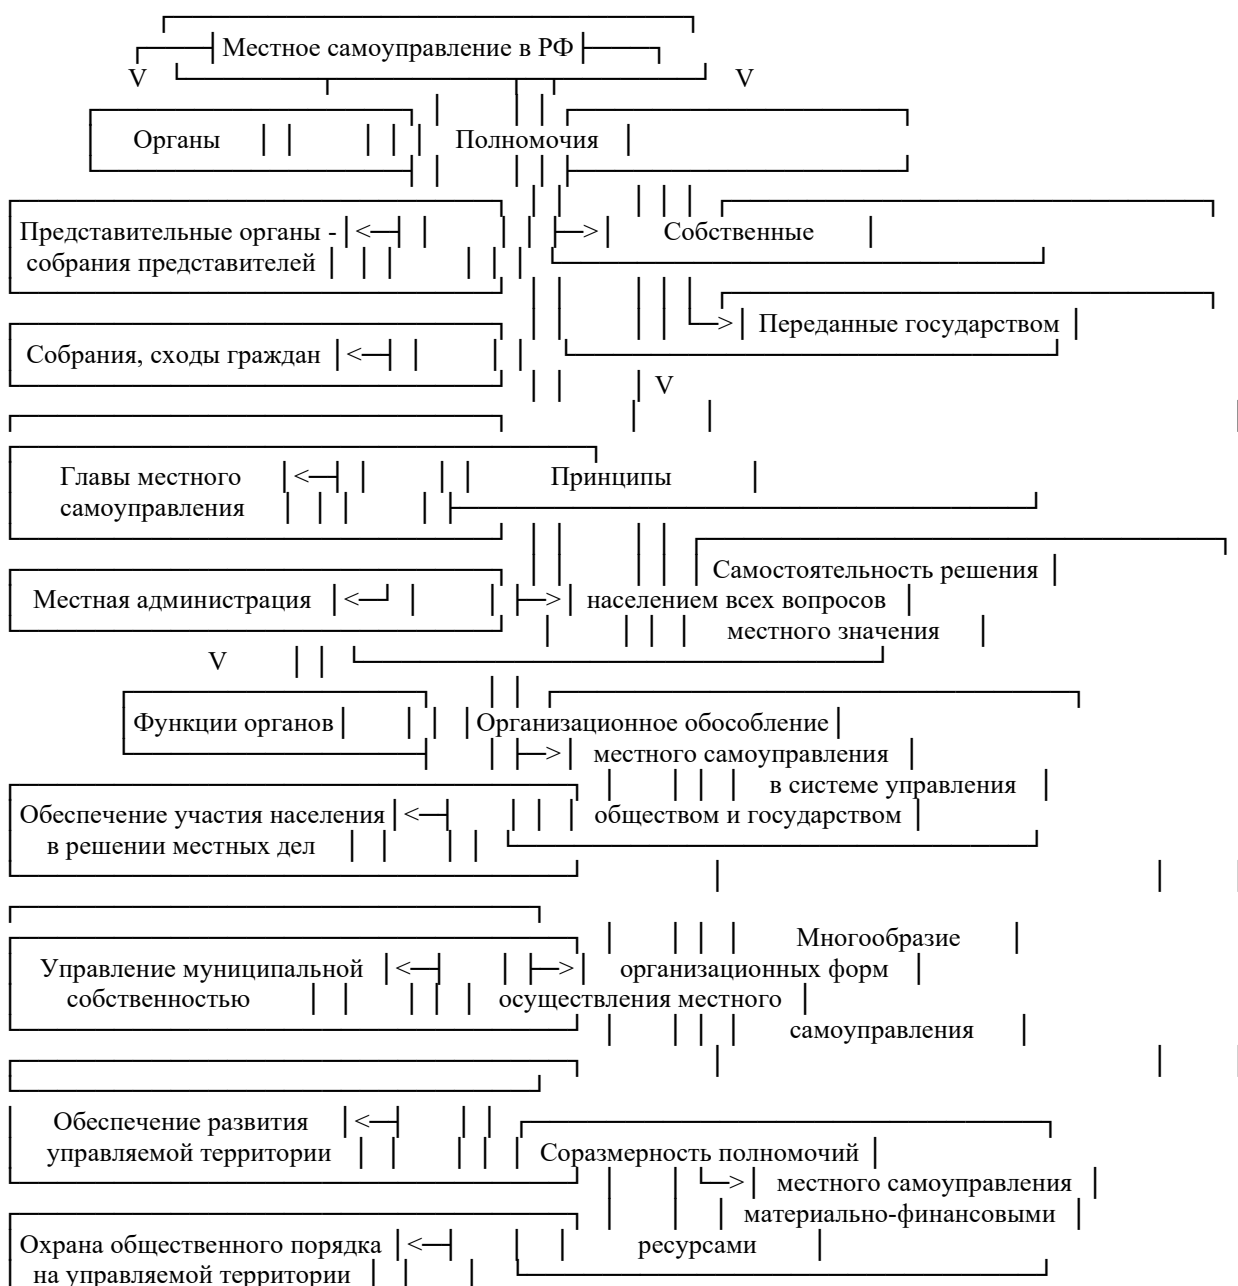 Местное самоуправление в РФ
V V
Органы Полномочия
Представительные органы - Собственные
собрания представителей
Переданные государством
Собрания, сходы граждан
V
Главы местного Принципы
самоуправления
Самостоятельность решения
Местная администрация населением всех вопросов
местного значения
V
Функции органов Организационное обособление
местного самоуправления
в системе управления
Обеспечение участия населения обществом и государством
в решении местных дел
Многообразие
Управление муниципальной организационных форм
собственностью осуществления местного
самоуправления
Обеспечение развития
управляемой территории Соразмерность полномочий
местного самоуправления
материально-финансовыми
Охрана общественного порядка ресурсами
на управляемой территории